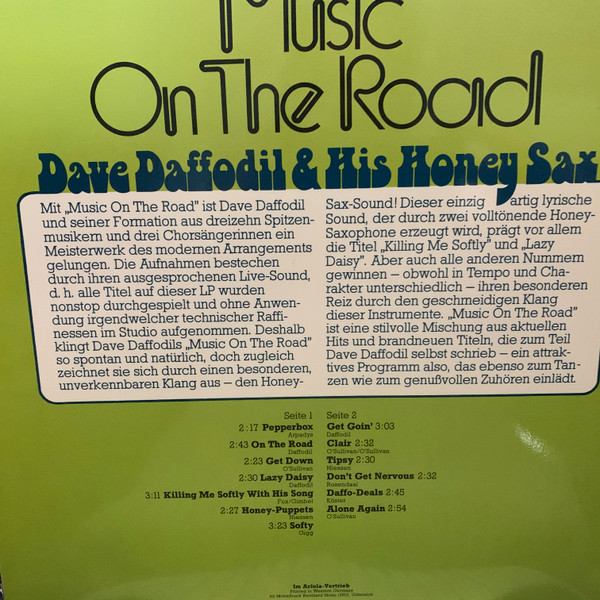 Music
On The Road
Dave Daffodil & His Honey Sax
Mit „Music On The Road" ist Dave Daffodil
und seiner Formation aus dreizehn Spitzen-
musikern und drei Chorsängerinnen ein
Meisterwerk des modernen Arrangements
gelungen. Die Aufnahmen bestechen
durch ihren ausgesprochenen Live-Sound,
d. h. alle Titel auf dieser LP wurden
nonstop durchgespielt und ohne Anwen-
dung irgendwelcher technischer Raffi-
nessen im Studio aufgenommen. Deshalb
klingt Dave Daffodils „Music On The Road"
so spontan und natürlich, doch zugleich
zeichnet sie sich durch einen besonderen,
unverkennbaren Klang aus – den Honey-
Sax-Sound! Dieser einzig artig lyrische
Sound, der durch zwei volltönende Honey-
Saxophone erzeugt wird, prägt vor allem
die Titel „Killing Me Softly" und „Lazy
Daisy". Aber auch alle anderen Nummern
gewinnen – obwohl in Tempo und Cha-
rakter unterschiedlich – ihren besonderen
Reiz durch den geschmeidigen Klang
dieser Instrumente. „Music On The Road"
ist eine stilvolle Mischung aus aktuellen
Hits und brandneuen Titeln, die zum Teil
Dave Daffodil selbst schrieb – ein attrak-
tives Programm also, das ebenso zum Tan-
zen wie zum genußvollen Zuhören einlädt.
Seite 1
2:17 Pepperbox
Arpadys
2:43 On The Road
Daffodil
2:23 Get Down
O'Sullivan
2:30 Lazy Daisy
Daffodil
3:11 Killing Me Softly With His Song
Fox/Gimbel
2:27 Honey-Puppets
Niessen
3:23 Softy
Gigg
Seite 2
Get Goin' 3:03
Daffodil
Clair 2:32
O'Sullivan/O'Sullivan
Tipsy 2:30
Niessen
Don't Get Nervous 2:32
Rosendaal
Daffo-Deals 2:45
Köster
Alone Again 2:54
O'Sullivan
Im Ariola-Vertrieb
Printed in Western Germany